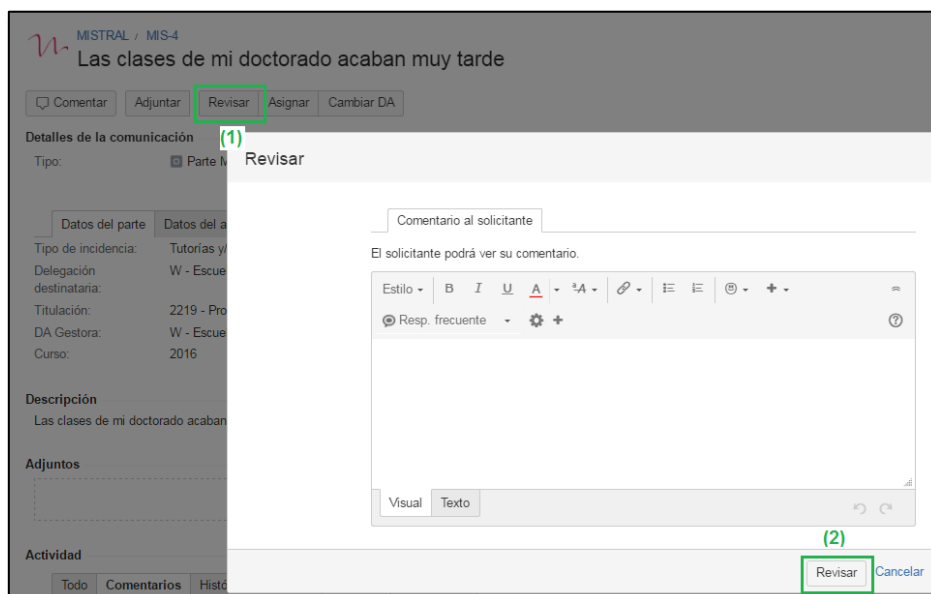 MISTRAL / MIS-4
Las clases de mi doctorado acaban muy tarde
Comentar Adjuntar Revisar Asignar Cambiar DA
Detalles de la comunicación
(1)
Tipo: Parte M
Revisar
Datos del parte Datos del a
Comentario al solicitante
Tipo de incidencia: Tutorías y/
El solicitante podrá ver su comentario.
Delegación destinataria: W - Escue
Estilo B I U A A
Titulación: 2219 - Pro
Resp. frecuente
DA Gestora: W - Escue
Curso: 2016
Descripción
Las clases de mi doctorado acaban
Adjuntos
Visual Texto
(2)
Actividad
Revisar Cancelar
Todo Comentarios Histó